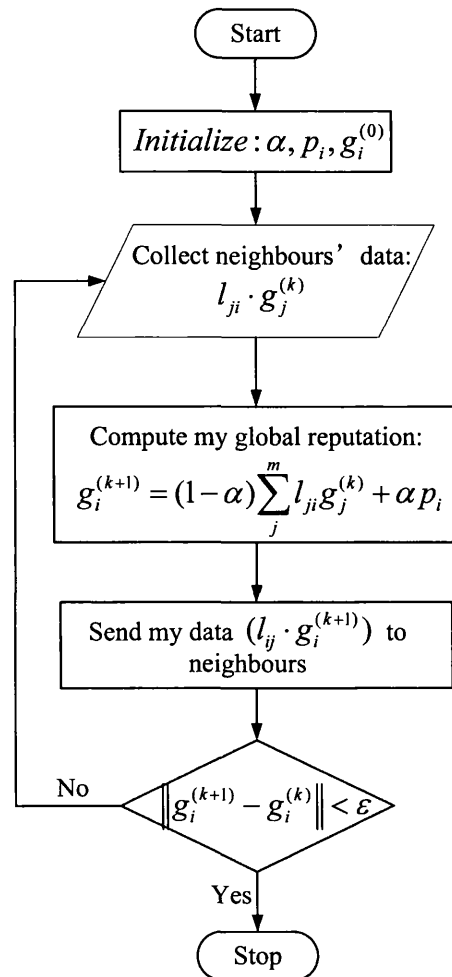 Start
Initialize : α, p_i, g_i^(0)
Collect neighbours’ data:
l_ji · g_j^(k)
Compute my global reputation:
g_i^(k+1) = (1−α) ∑_j^m l_ji g_j^(k) + α p_i
Send my data (l_ij · g_i^(k+1)) to
neighbours
No
‖g_i^(k+1) − g_i^(k)‖ < ε
Yes
Stop